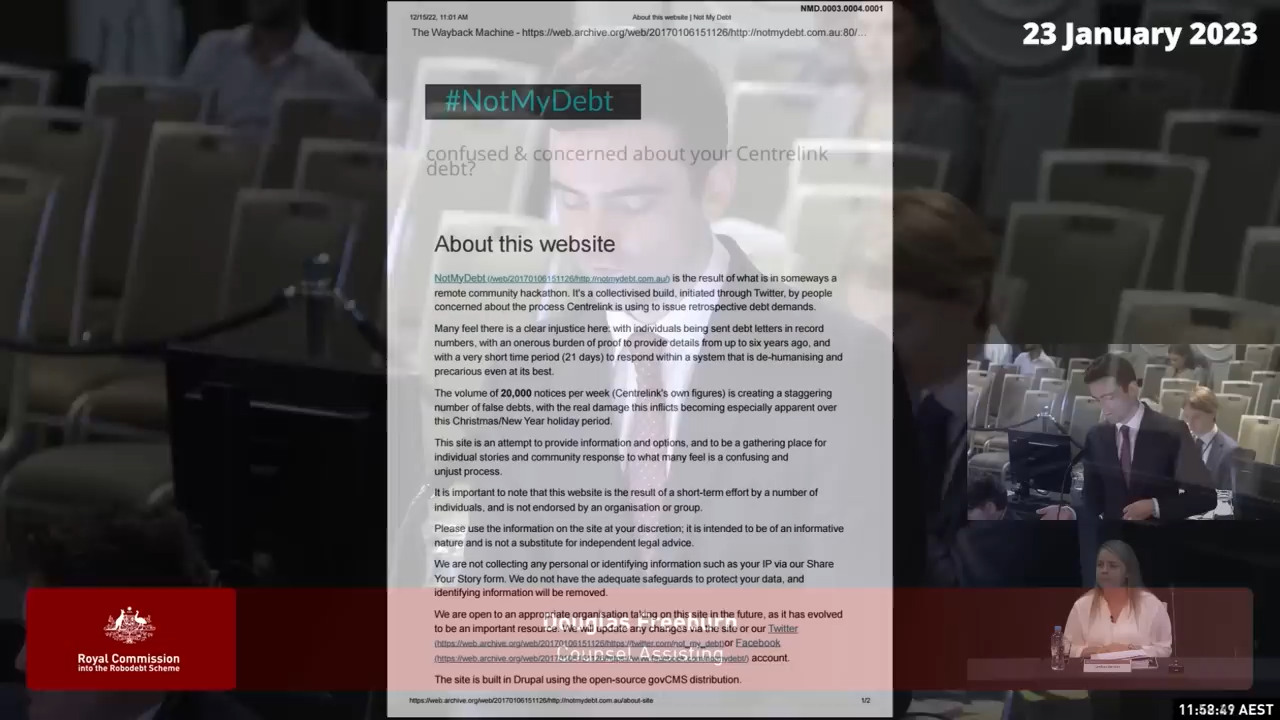 NMD.0003.0004.0001
23 January 2023
12/15/22, 11:01 AM
About this website | Not My Debt
The Wayback Machine - https://web.archive.org/web/20170106151126/http://notmydebt.com.au:80/...
#NotMyDebt
confused & concerned about your Centrelink
debt?
About this website
NotMyDebt (/web/20170106151126/http://notmydebt.com.au/) is the result of what is in someways a
remote community hackathon. It's a collectivised build, initiated through Twitter, by people
concerned about the process Centrelink is using to issue retrospective debt demands.
Many feel there is a clear injustice here; with individuals being sent debt letters in record
numbers, with an onerous burden of proof to provide details from up to six years ago, and
with a very short time period (21 days) to respond within a system that is de-humanising and
precarious even at its best.
The volume of 20,000 notices per week (Centrelink's own figures) is creating a staggering
number of false debts, with the real damage this inflicts becoming especially apparent over
this Christmas/New Year holiday period.
This site is an attempt to provide information and options, and to be a gathering place for
individual stories and community response to what many feel is a confusing and
unjust process.
It is important to note that this website is the result of a short-term effort by a number of
individuals, and is not endorsed by an organisation or group.
Please use the information on the site at your discretion; it is intended to be of an informative
nature and is not a substitute for independent legal advice.
We are not collecting any personal or identifying information such as your IP via our Share
Your Story form. We do not have the adequate safeguards to protect your data, and
identifying information will be removed.
We are open to an appropriate organisation taking on this site in the future, as it has evolved
to be an important resource. We will update any changes via the site or our Twitter
(https://web.archive.org/web/20170106151126/https://twitter.com/not_my_debt)or Facebook
account.
The site is built in Drupal using the open-source govCMS distribution.
https://web.archive.org/web/20170106151126/http://notmydebt.com.au/about-site
1/2
Douglas Freeburn
Counsel Assisting
Royal Commission
into the Robodebt Scheme
11:58:49 AEST